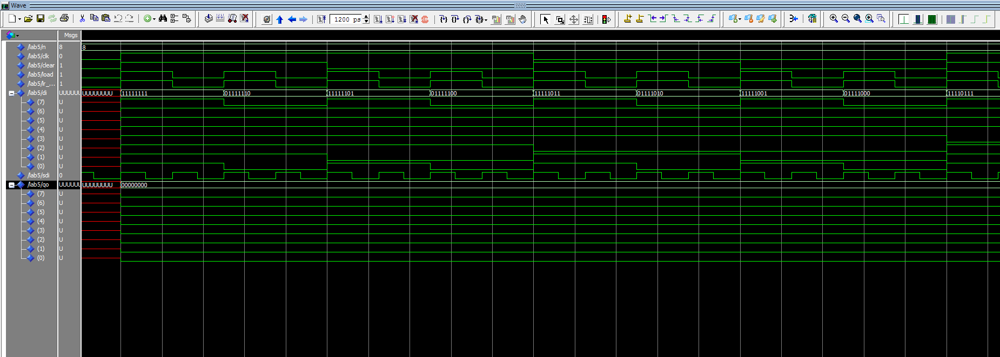 Wave
1200 ps
Msgs
/lab5/n 8 8
/lab5/clk 0
/lab5/clear 1
/lab5/load 1
/lab5/lr_... 1
/lab5/di UUUUUU UUUUUUUU 11111111 01111110 11111101 01111100 11111011 01111010 11111001 01111000 11110111
(7) U
(6) U
(5) U
(4) U
(3) U
(2) U
(1) U
(0) U
/lab5/sdi 0
/lab5/qo UUUUUU UUUUUUUU 00000000
(7) U
(6) U
(5) U
(4) U
(3) U
(2) U
(1) U
(0) U